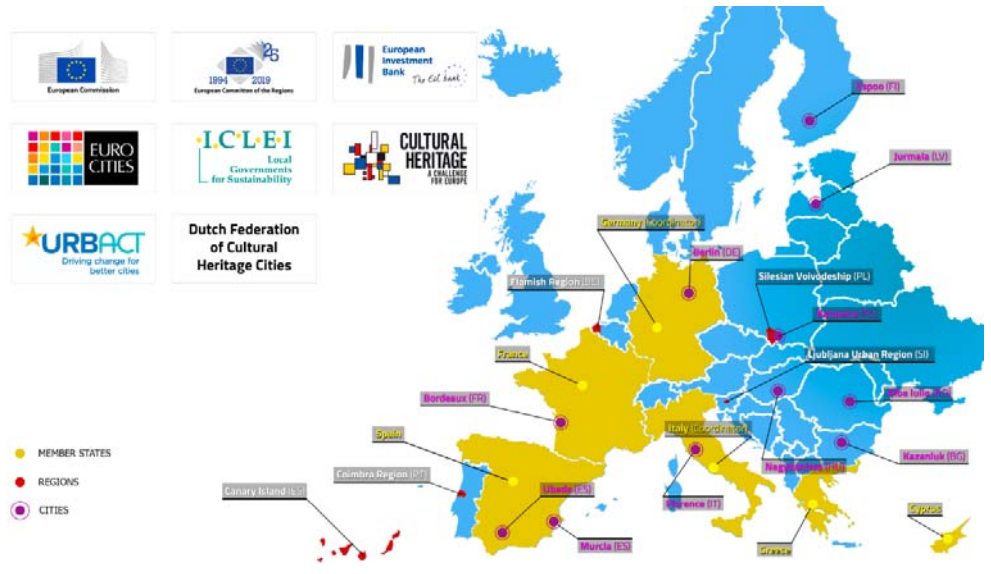 European Commission
26
1994 2019
European Committee of the Regions
European
Investment
Bank
The EU bank
EURO
CITIES
I.C.L.E.I
Local
Governments
for Sustainability
CULTURAL
HERITAGE
A CHALLENGE
FOR EUROPE
URBACT
Driving change for
better cities
Dutch Federation
of Cultural
Heritage Cities
Espoo (FI)
Jurmala (LV)
Germany (Coordinator)
Berlin (DE)
Flemish Region (BE)
Silesian Voivodeship (PL)
Ljubljana Urban Region (SI)
France
Bordeaux (FR)
Italy (Coordinator)
Spain
Kazanluk (BG)
Coimbra Region (PT)
Ubeda (ES)
Canary Island (ES)
Florence (IT)
Cyprus
Murcia (ES)
Greece
MEMBER STATES
REGIONS
CITIES